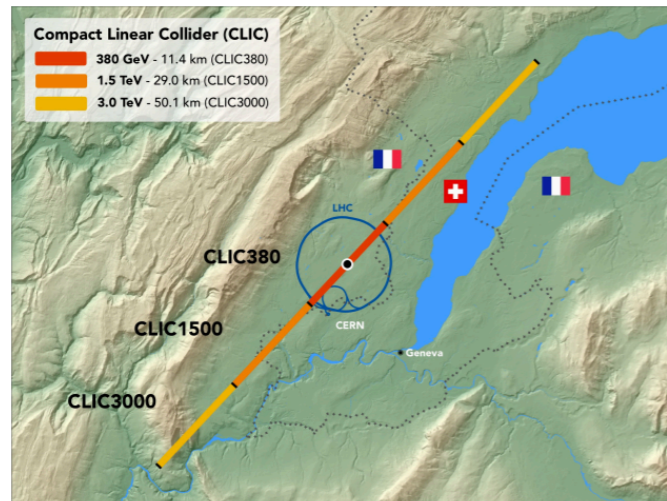 Compact Linear Collider (CLIC)
380 GeV - 11.4 km (CLIC380)
1.5 TeV - 29.0 km (CLIC1500)
3.0 TeV - 50.1 km (CLIC3000)
LHC
CLIC380
CERN
CLIC1500
Geneva
CLIC3000